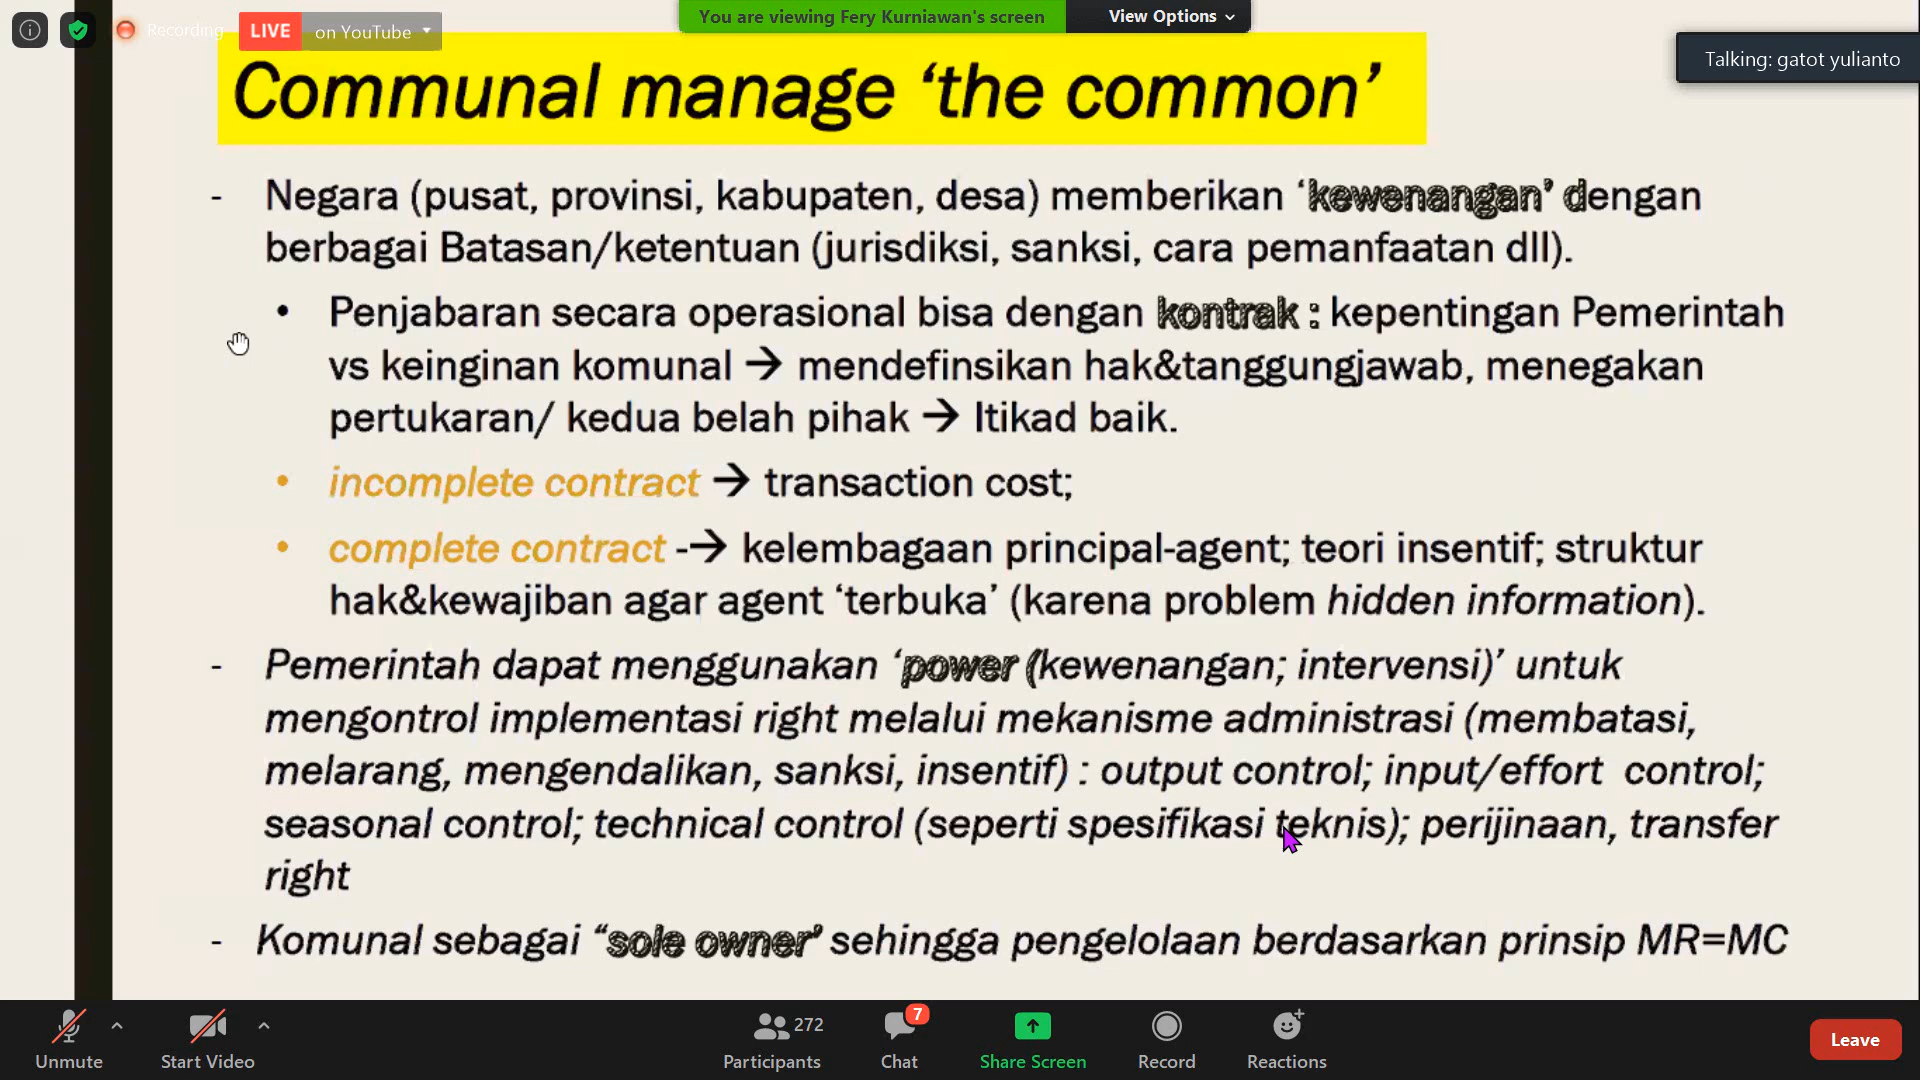 You are viewing Fery Kurniawan's screen
View Options
Recording
LIVE
on YouTube
Talking: gatot yulianto
Communal manage ‘the common’
- Negara (pusat, provinsi, kabupaten, desa) memberikan ‘kewenangan’ dengan
berbagai Batasan/ketentuan (jurisdiksi, sanksi, cara pemanfaatan dll).
• Penjabaran secara operasional bisa dengan kontrak : kepentingan Pemerintah
vs keinginan komunal → mendefinsikan hak&tanggungjawab, menegakan
pertukaran/ kedua belah pihak → Itikad baik.
• incomplete contract → transaction cost;
• complete contract -→ kelembagaan principal-agent; teori insentif; struktur
hak&kewajiban agar agent ‘terbuka’ (karena problem hidden information).
- Pemerintah dapat menggunakan ‘power (kewenangan; intervensi)’ untuk
mengontrol implementasi right melalui mekanisme administrasi (membatasi,
melarang, mengendalikan, sanksi, insentif) : output control; input/effort control;
seasonal control; technical control (seperti spesifikasi teknis); perijinaan, transfer
right
- Komunal sebagai “sole owner’ sehingga pengelolaan berdasarkan prinsip MR=MC
Unmute
Start Video
272
Participants
7
Chat
Share Screen
Record
Reactions
Leave